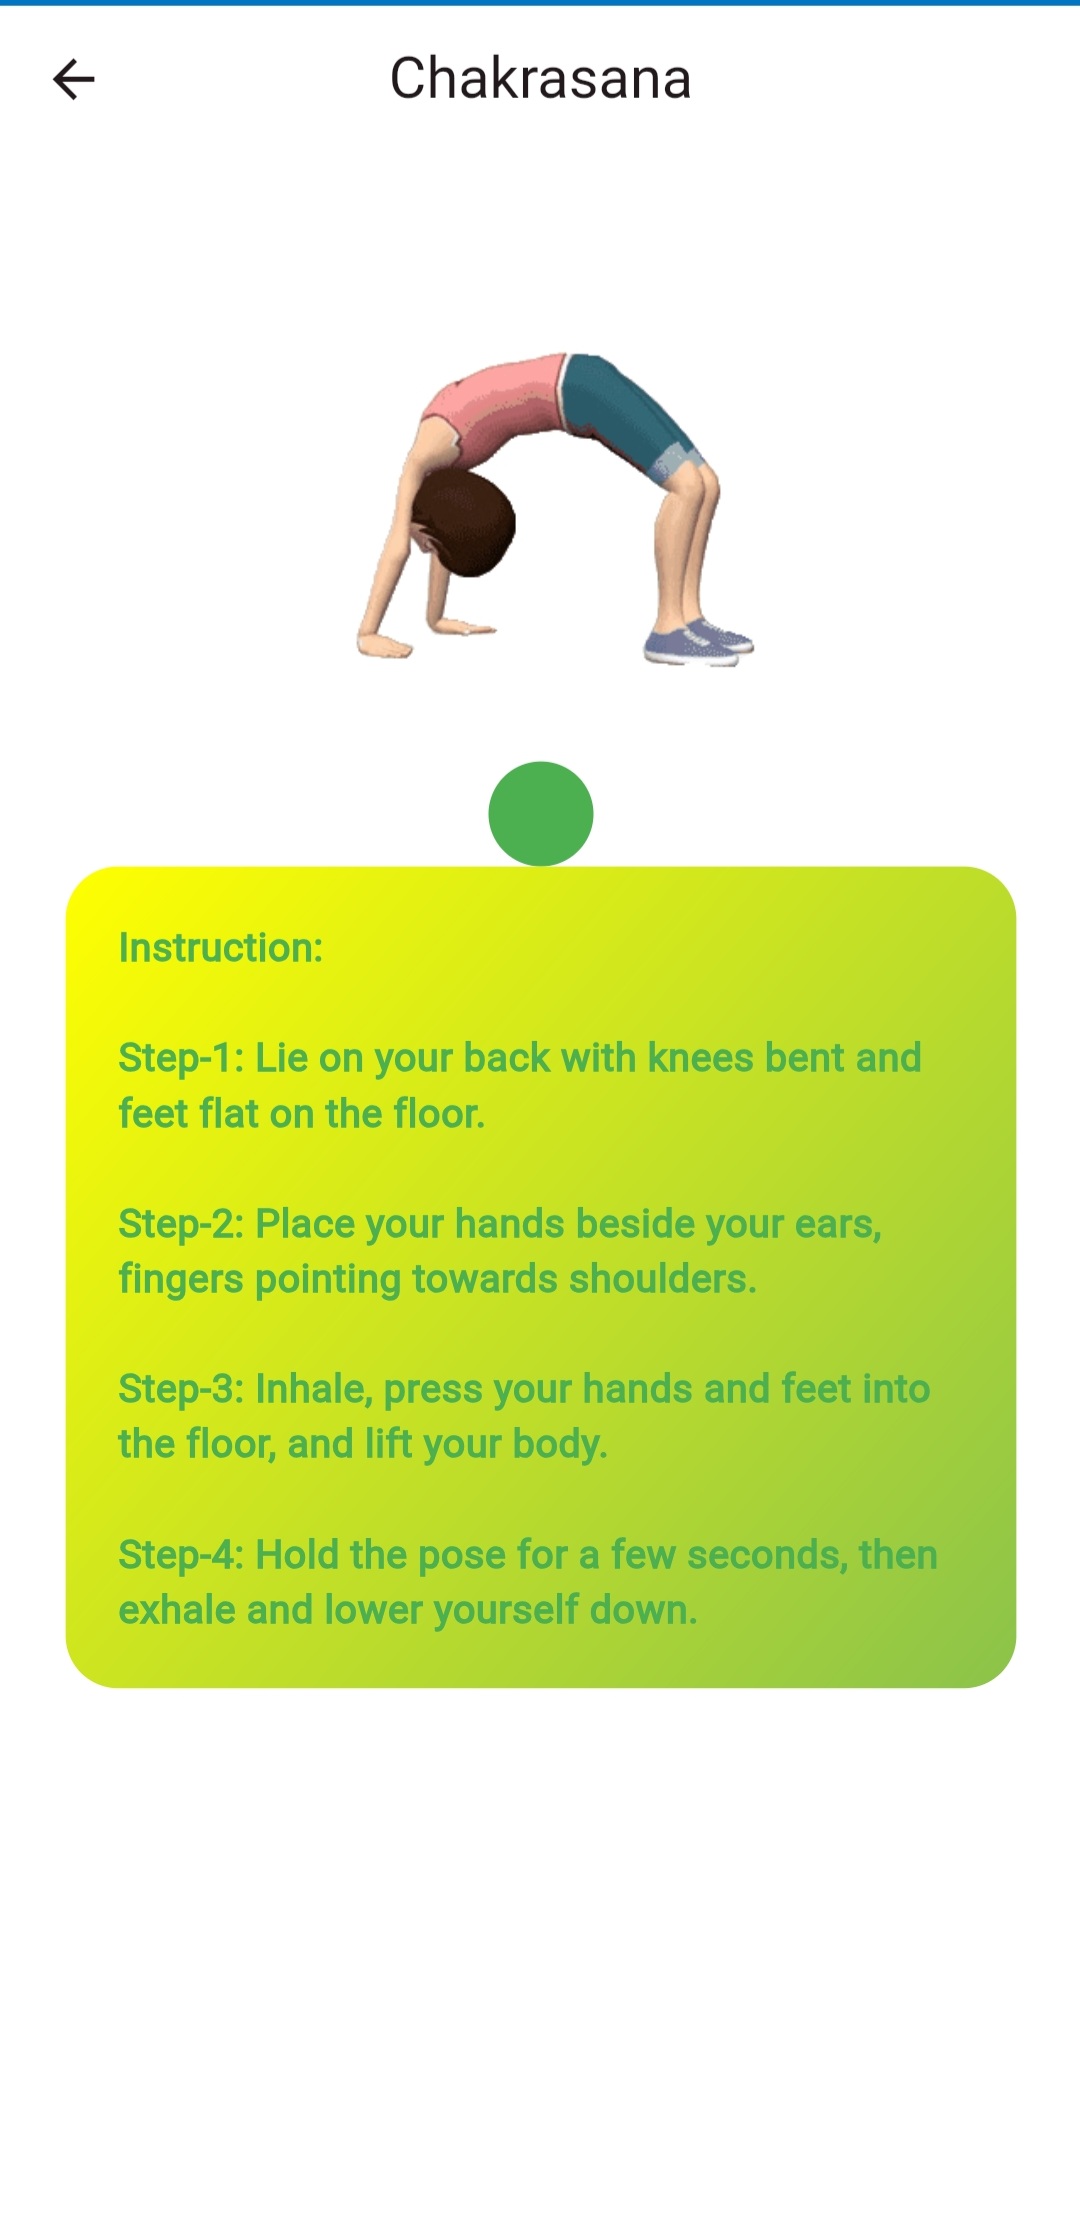 Chakrasana
Instruction:
Step-1: Lie on your back with knees bent and
feet flat on the floor.
Step-2: Place your hands beside your ears,
fingers pointing towards shoulders.
Step-3: Inhale, press your hands and feet into
the floor, and lift your body.
Step-4: Hold the pose for a few seconds, then
exhale and lower yourself down.